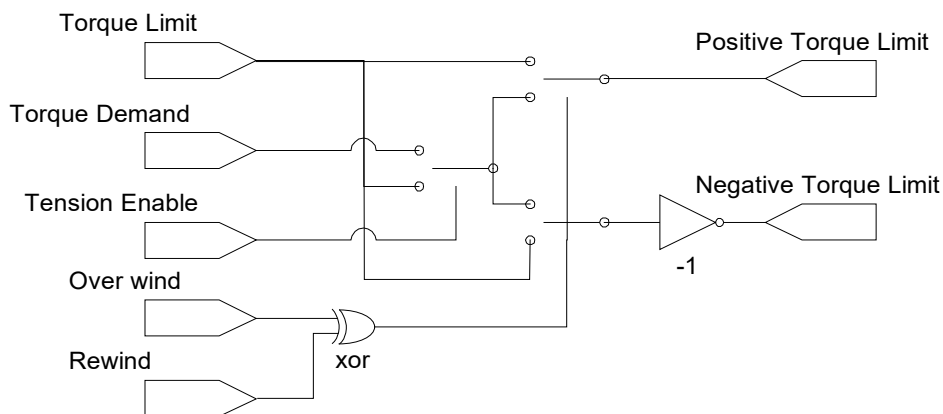 Torque Limit
Positive Torque Limit
Torque Demand
Tension Enable
Negative Torque Limit
-1
Over wind
Rewind
xor